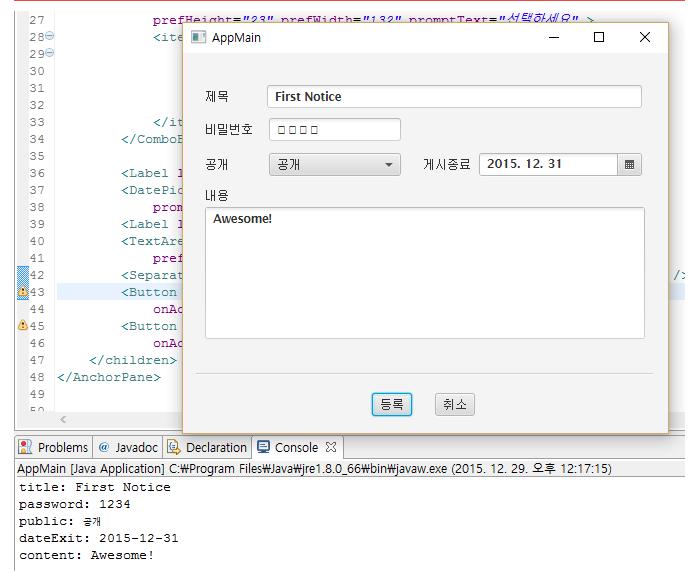 27 prefHeight="23" prefWidth="132" promptText="선택하세요" >
28 <ite
29
30
31
32
33 </it
34 </ComboB
35
36 <Label l
37 <DatePic
38 prom
39 <Label l
40 <TextAre
41 pref
42 <Separat />
43 <Button
44 onAc
45 <Button
46 onAc
47 </children>
48 </AnchorPane>
49
50
AppMain
제목 First Notice
비밀번호
공개 공개 게시종료 2015. 12. 31
내용
Awesome!
등록 취소
Problems @ Javadoc Declaration Console
AppMain [Java Application] C:₩Program Files₩Java₩jre1.8.0_66₩bin₩javaw.exe (2015. 12. 29. 오후 12:17:15)
title: First Notice
password: 1234
public: 공개
dateExit: 2015-12-31
content: Awesome!